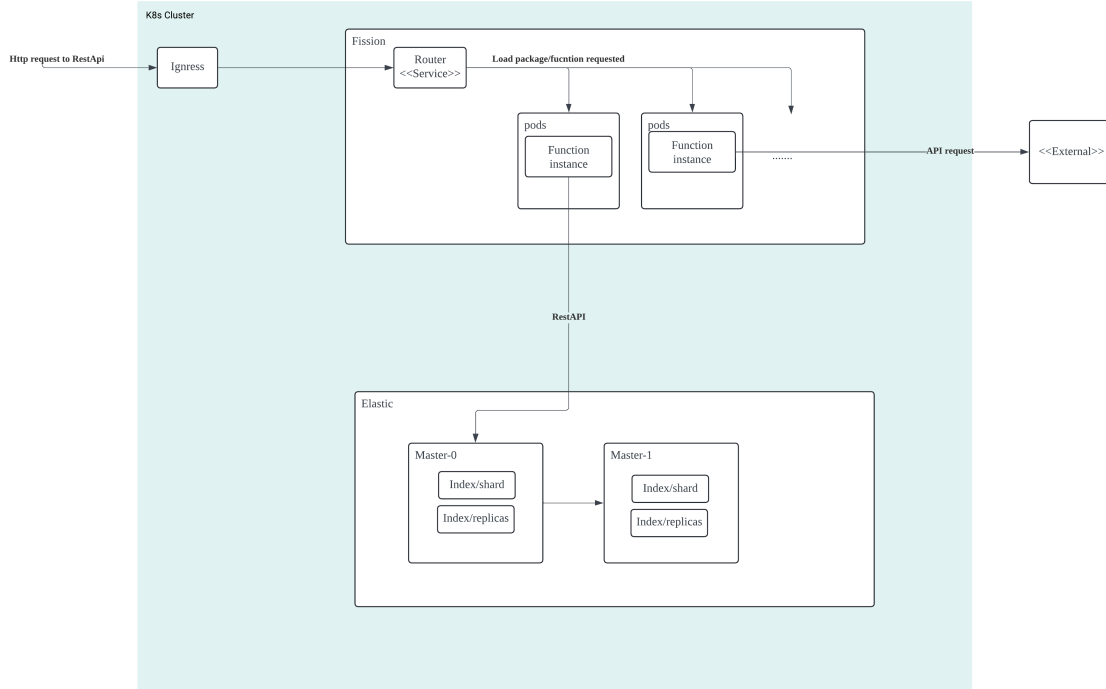 K8s Cluster
Fission
Http request to RestApi
Ignress
Router
<<Service>>
Load package/fucntion requested
pods
Function
instance
pods
Function
instance
.......
API request
<<External>>
RestAPI
Elastic
Master-0
Index/shard
Index/replicas
Master-1
Index/shard
Index/replicas